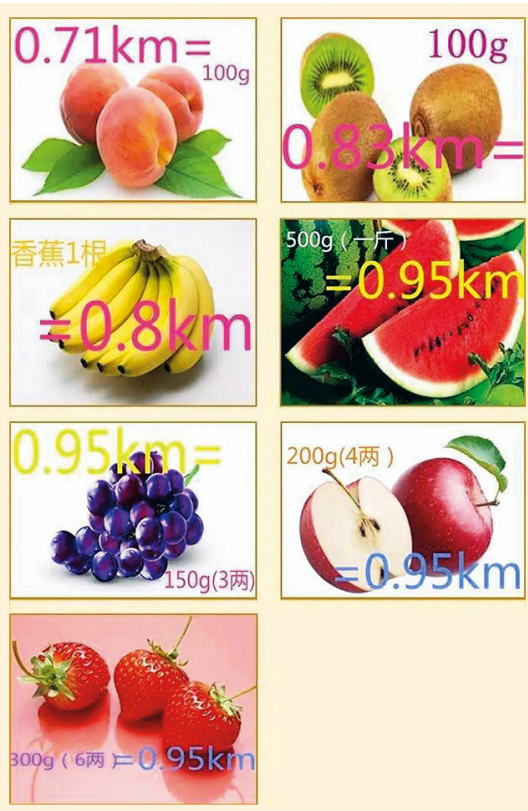 0.71km=
100g
100g
0.83km=
香蕉1根
=0.8km
500g（一斤）
=0.95km
0.95km=
150g(3两)
200g(4两）
=0.95km
300g（6两）=0.95km